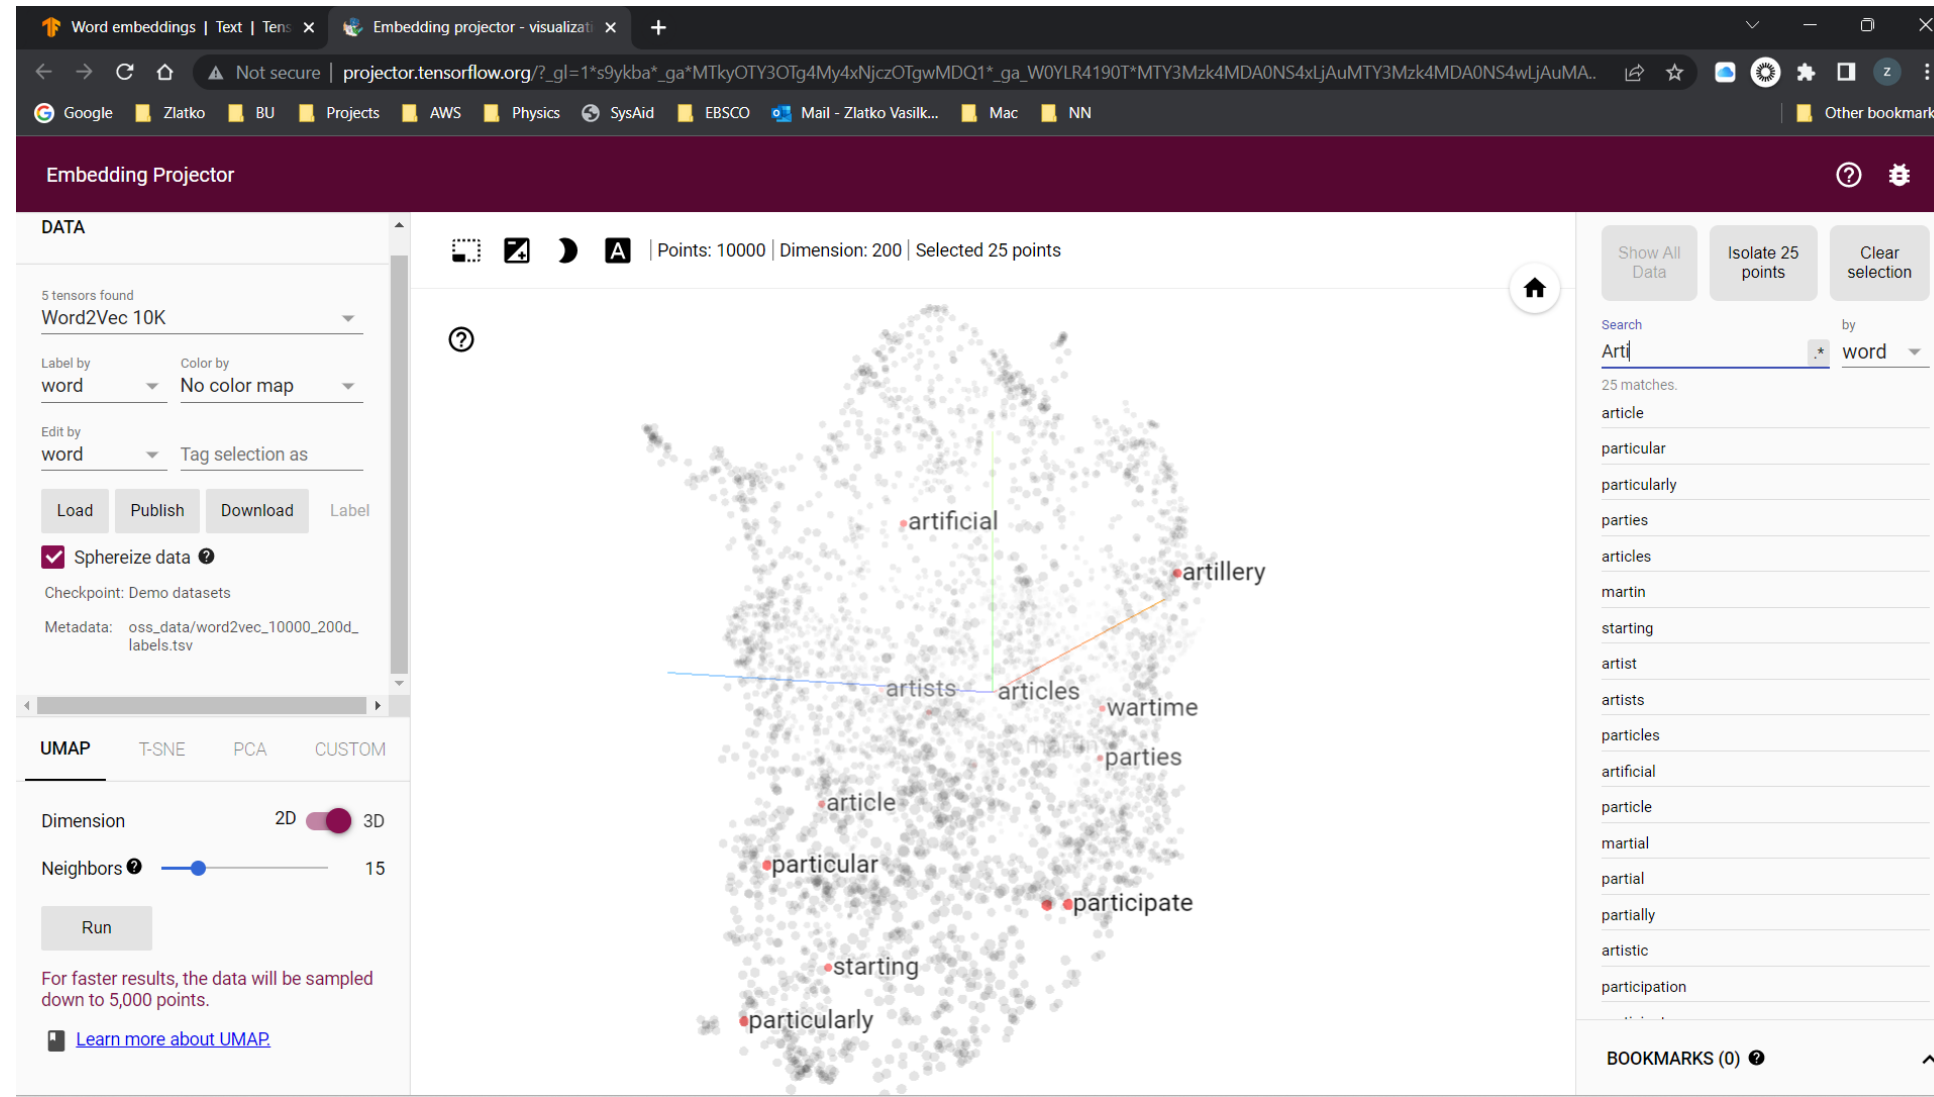 Word embeddings | Text | Tens
Embedding projector - visualizati
Not secure | projector.tensorflow.org/?_gl=1*s9ykba*_ga*MTkyOTY3OTg4My4xNjczOTgwMDQ1*_ga_W0YLR4190T*MTY3Mzk4MDA0NS4xLjAuMTY3Mzk4MDA0NS4wLjAuMA..
Z
Google Zlatko BU Projects AWS Physics SysAid EBSCO Mail - Zlatko Vasilk... Mac NN Other bookmark
Embedding Projector
DATA
5 tensors found
Word2Vec 10K
Label by Color by
word No color map
Edit by
word Tag selection as
Load Publish Download Label
Sphereize data
Checkpoint: Demo datasets
Metadata: oss_data/word2vec_10000_200d_
labels.tsv
UMAP T-SNE PCA CUSTOM
Dimension 2D 3D
Neighbors 15
Run
For faster results, the data will be sampled
down to 5,000 points.
Learn more about UMAP.
A | Points: 10000 | Dimension: 200 | Selected 25 points
artificial
artillery
artists
articles
wartime
martin
parties
article
particular
participate
starting
particularly
Show All
Data
Isolate 25
points
Clear
selection
Search by
Arti .* word
25 matches.
article
particular
particularly
parties
articles
martin
starting
artist
artists
particles
artificial
particle
martial
partial
partially
artistic
participation
BOOKMARKS (0)